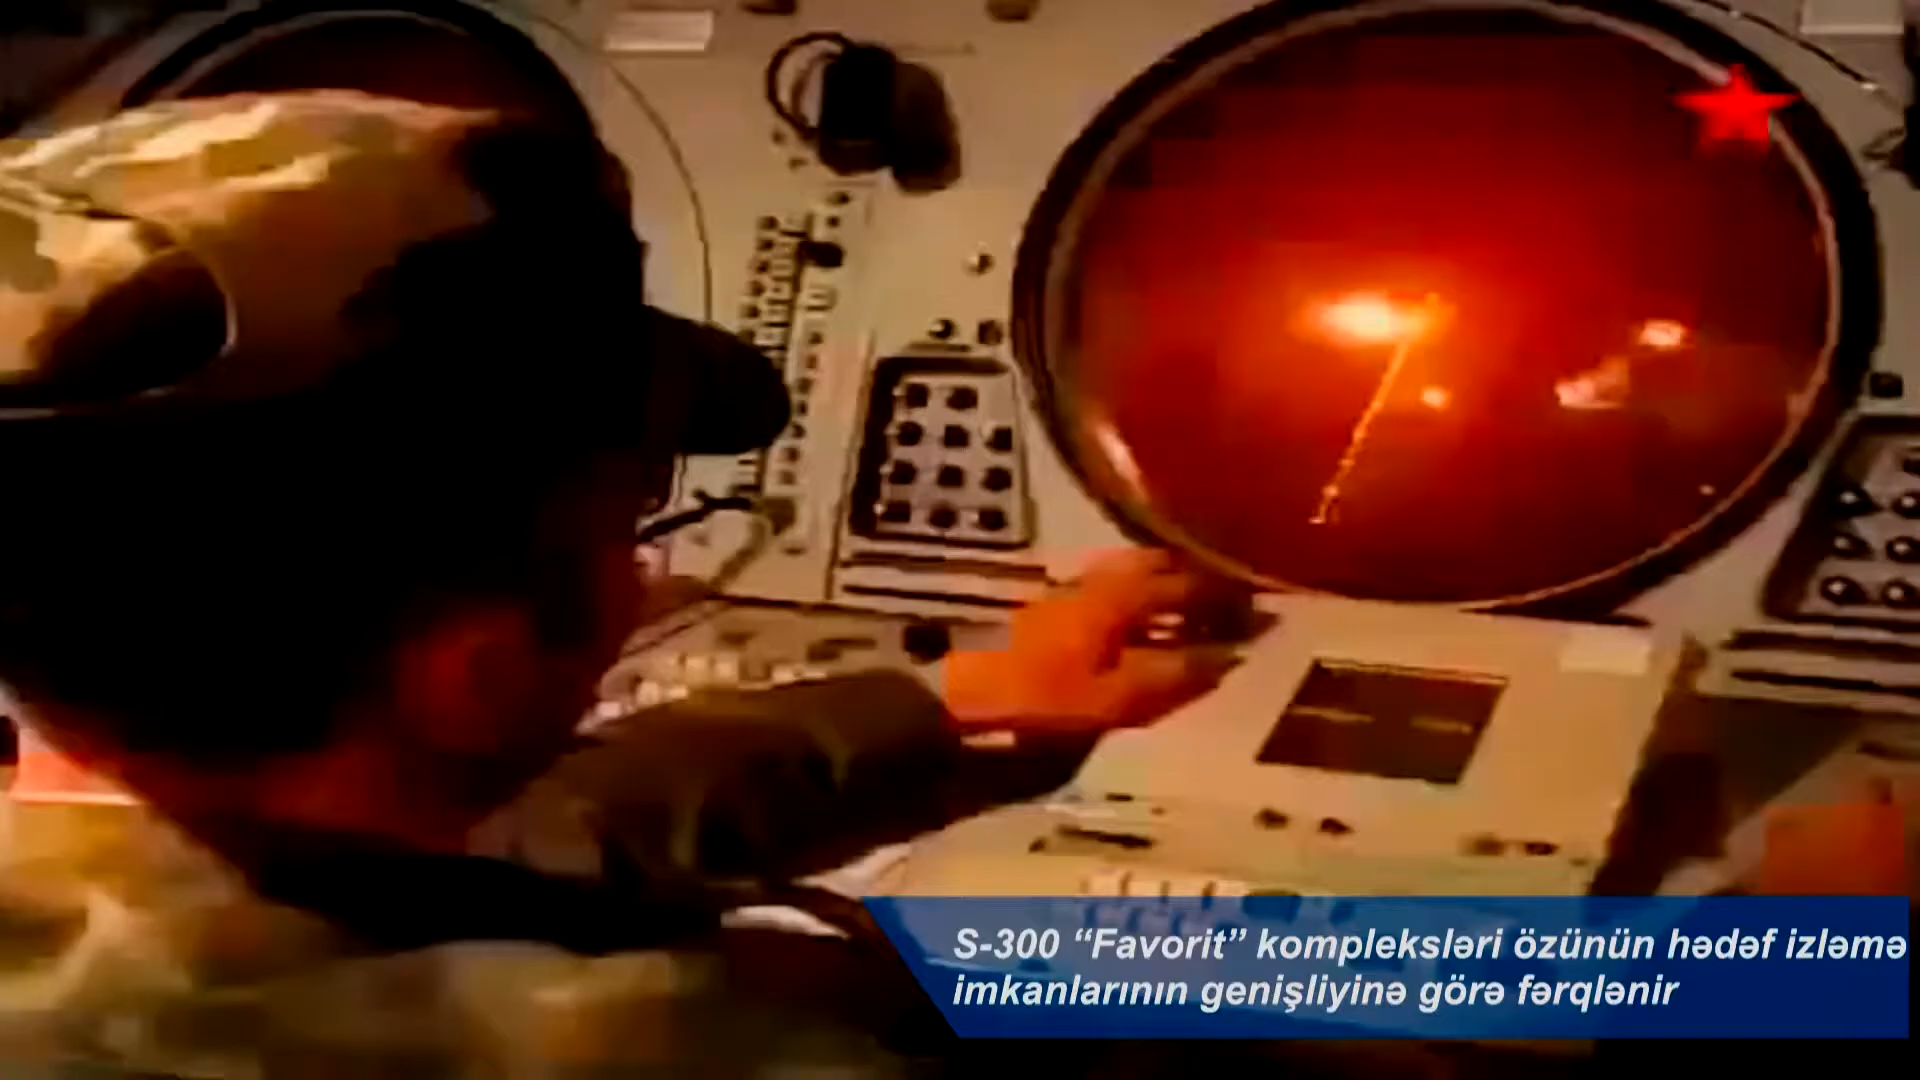 S-300 “Favorit” kompleksləri özünün hədəf izləmə
imkanlarının genişliyinə görə fərqlənir